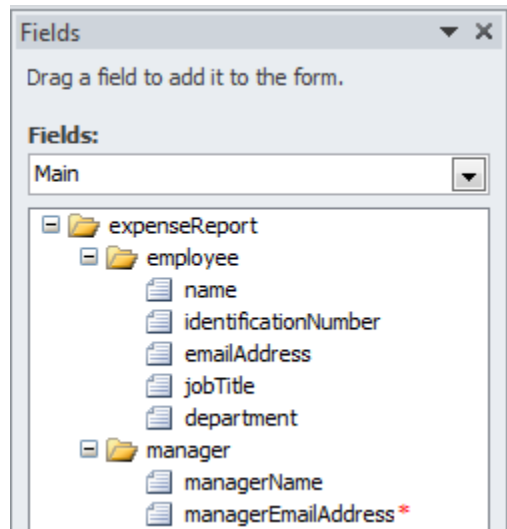 Fields
Drag a field to add it to the form.
Fields:
Main
expenseReport
employee
name
identificationNumber
emailAddress
jobTitle
department
manager
managerName
managerEmailAddress*